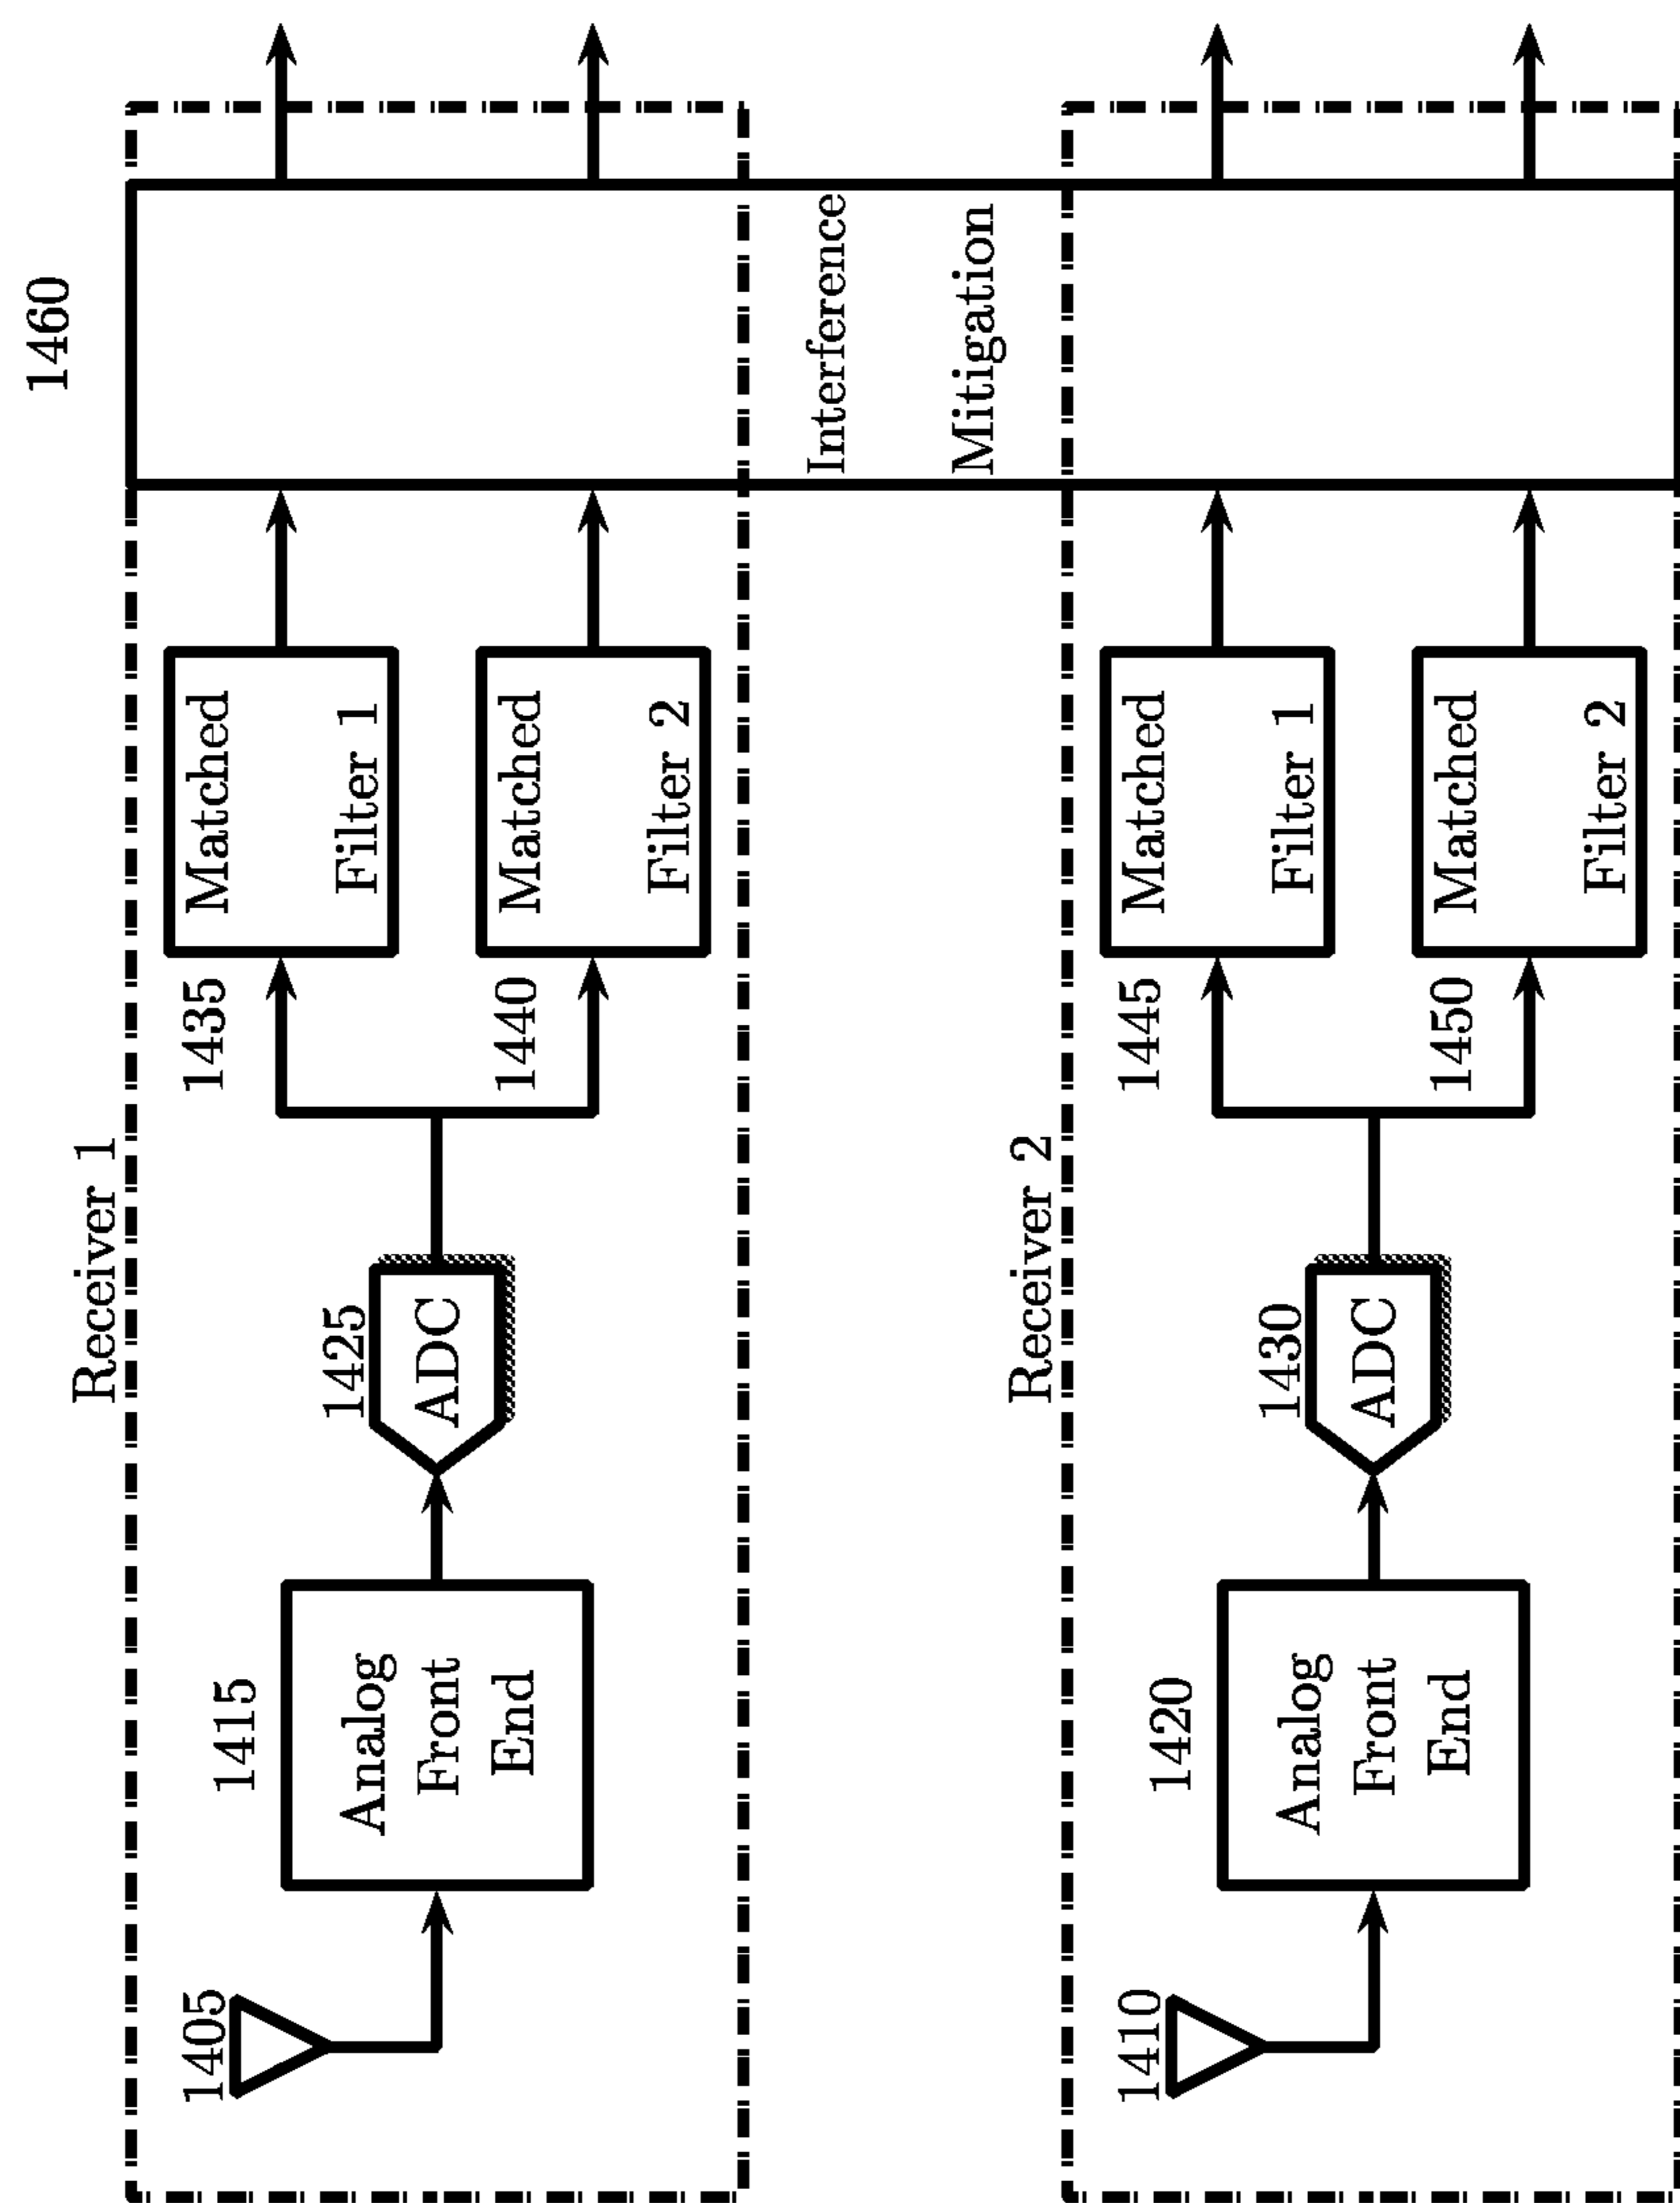 Receiver 1
1405
1415
Analog
Front
End
1425
ADC
1435
Matched
Filter 1
1440
Matched
Filter 2
1460
Interference
Mitigation
Receiver 2
1410
1420
Analog
Front
End
1430
ADC
1445
Matched
Filter 1
1450
Matched
Filter 2